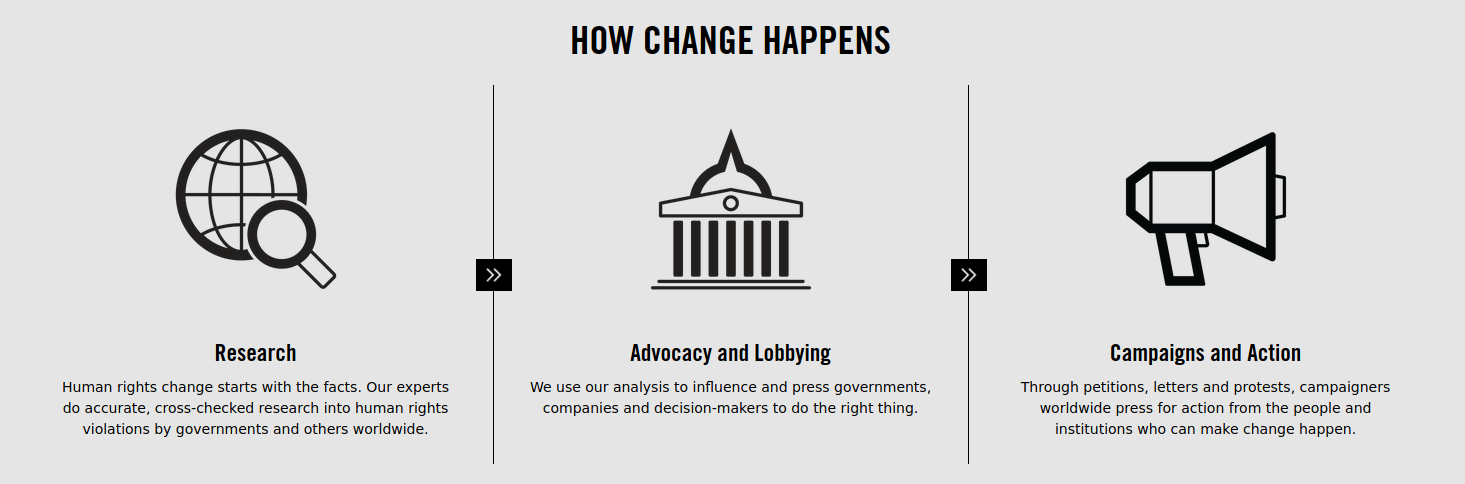 HOW CHANGE HAPPENS
Research
Human rights change starts with the facts. Our experts
do accurate, cross-checked research into human rights
violations by governments and others worldwide.
Advocacy and Lobbying
We use our analysis to influence and press governments,
companies and decision-makers to do the right thing.
Campaigns and Action
Through petitions, letters and protests, campaigners
worldwide press for action from the people and
institutions who can make change happen.